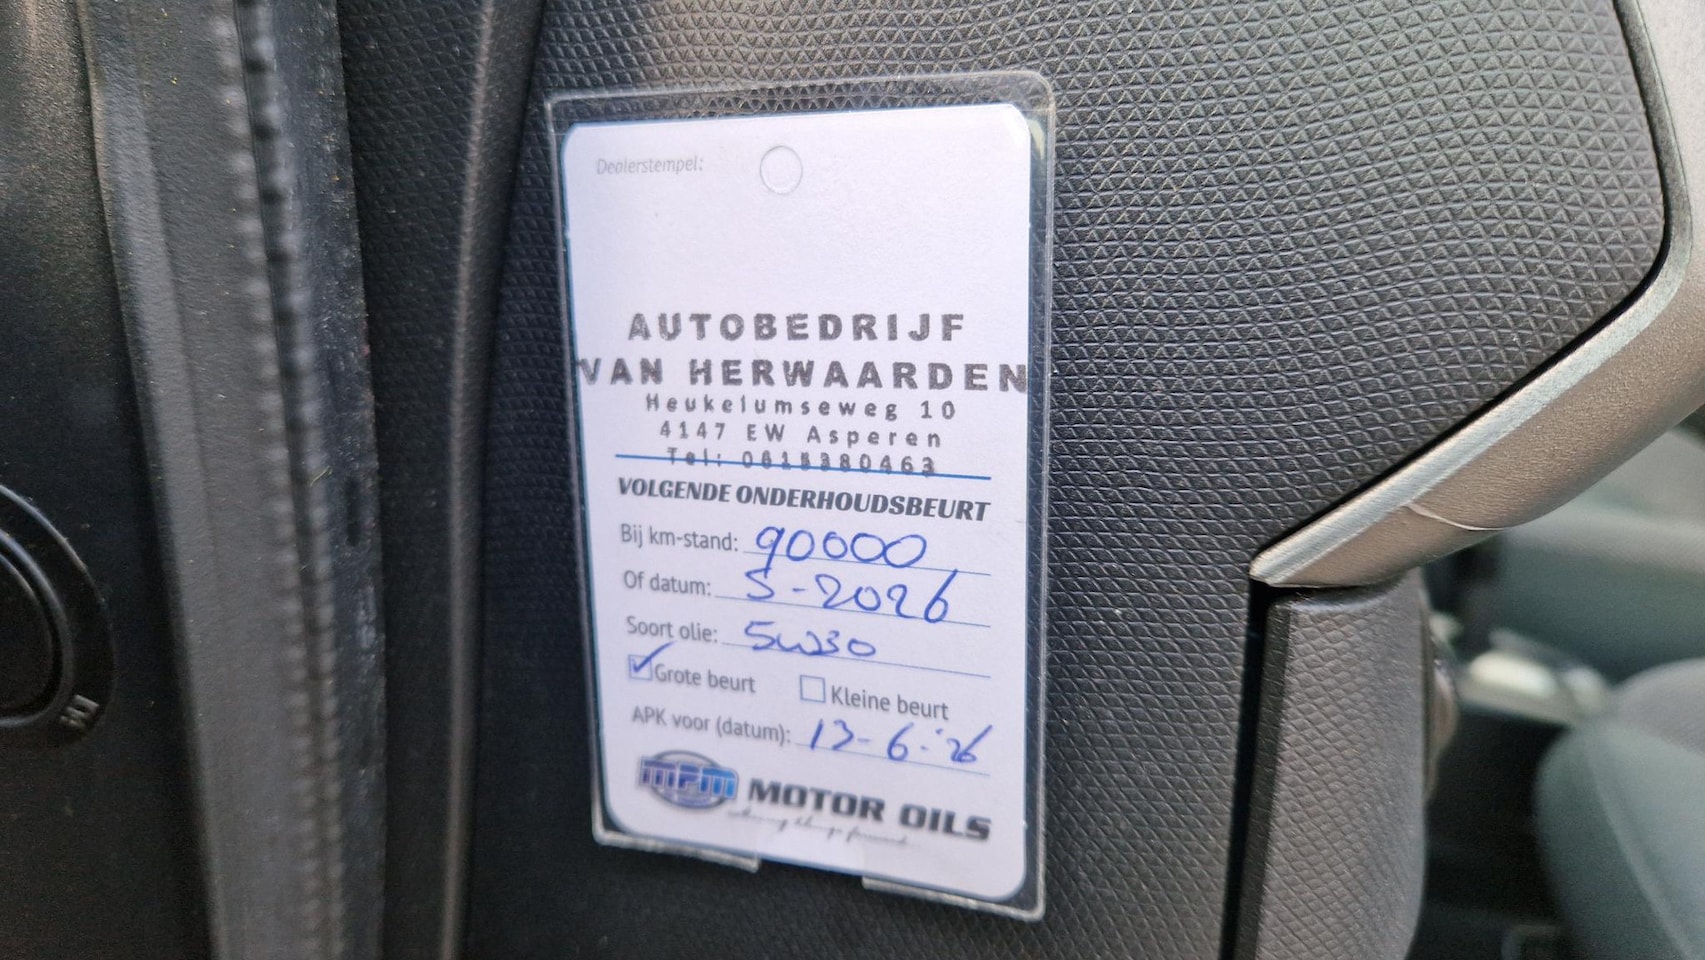 Dealerstempel:
AUTOBEDRIJF
VAN HERWAARDEN
Heukelumseweg 10
4147 EW Asperen
Tel: 0615380463
VOLGENDE ONDERHOUDSBEURT
Bij km-stand: 90000
Of datum: 5-2026
Soort olie: 5w30
Grote beurt Kleine beurt
APK voor (datum): 13-6-'26
MPM MOTOR OILS